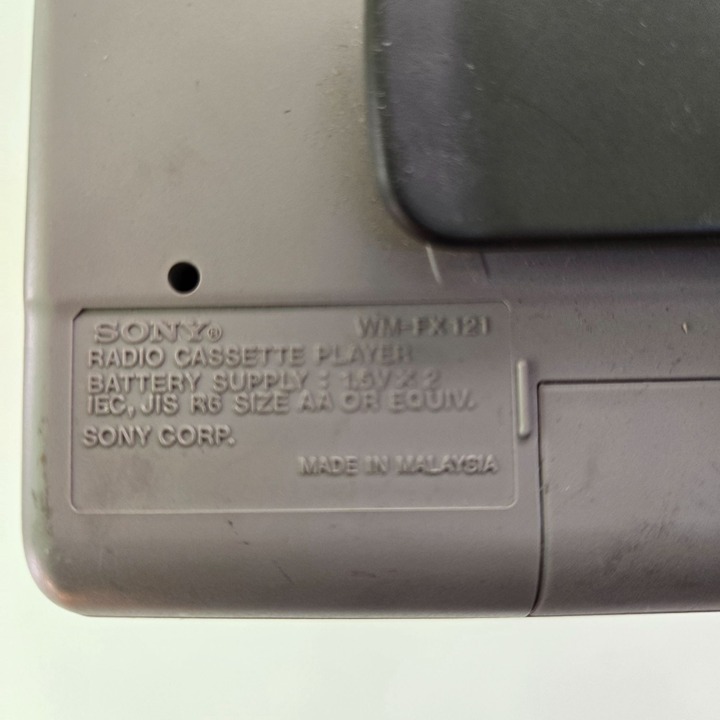 SONY® WM-FX121
RADIO CASSETTE PLAYER
BATTERY SUPPLY : 1.5V × 2
IEC, JIS R6 SIZE AA OR EQUIV.
SONY CORP.
MADE IN MALAYSIA